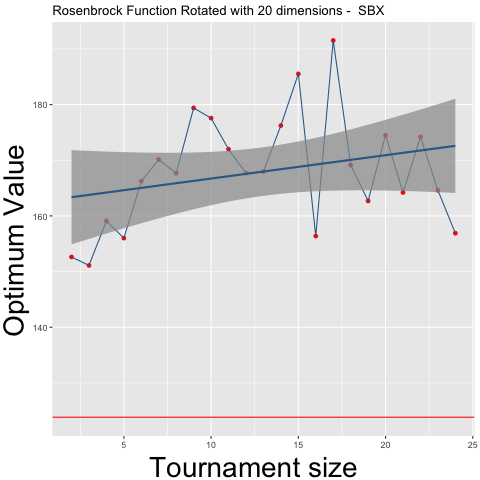 Rosenbrock Function Rotated with 20 dimensions - SBX
180
160
140
Optimum Value
5
10
15
20
25
Tournament size